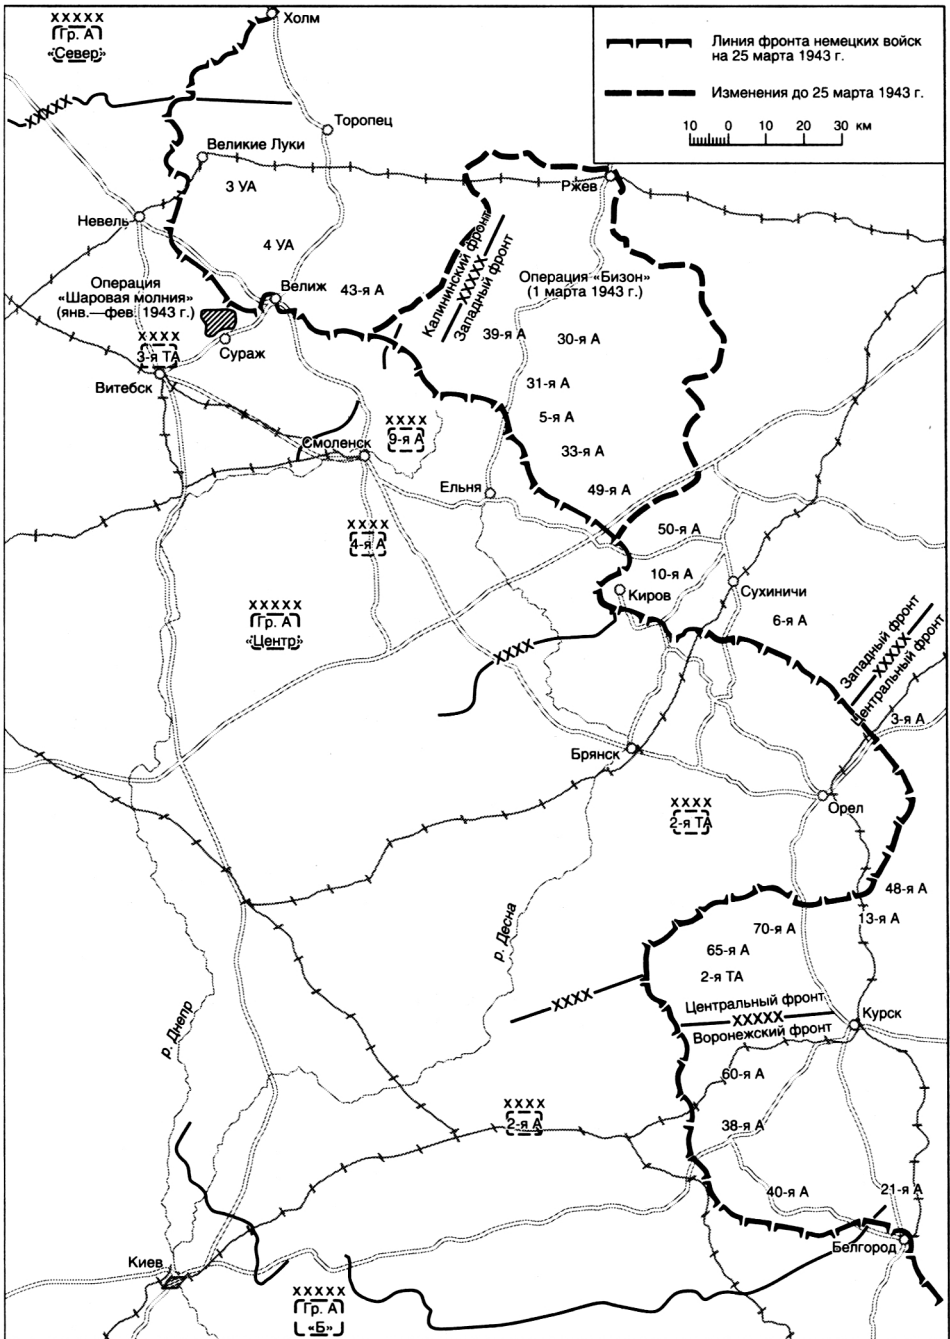 XXXXX
Гр. А
«Север»
Холм
Линия фронта немецких войск
на 25 марта 1943 г.
Изменения до 25 марта 1943 г.
10 0 10 20 30 км
XXXXX
Торопец
Великие Луки
3 УА
Ржев
Невель
4 УА
Калининский фронт
XXXXX
Западный фронт
Операция «Бизон»
(1 марта 1943 г.)
Операция
«Шаровая молния»
(янв.—фев. 1943 г.)
Велиж
43-я А
39-я А
30-я А
XXXX
3-я ТА
Сураж
Витебск
31-я А
5-я А
XXXX
9-я А
Смоленск
33-я А
Ельня
49-я А
XXXX
4-я А
50-я А
10-я А
Киров
Сухиничи
XXXXX
Гр. А
«Центр»
6-я А
XXXX
Западный фронт
XXXXX
Центральный фронт
3-я А
Брянск
XXXX
2-я ТА
Орел
48-я А
13-я А
70-я А
65-я А
2-я ТА
р. Десна
XXXX
Центральный фронт
XXXXX
Воронежский фронт
Курск
р. Днепр
60-я А
XXXX
2-я А
38-я А
40-я А
21-я А
Белгород
Киев
XXXXX
Гр. А
«Б»